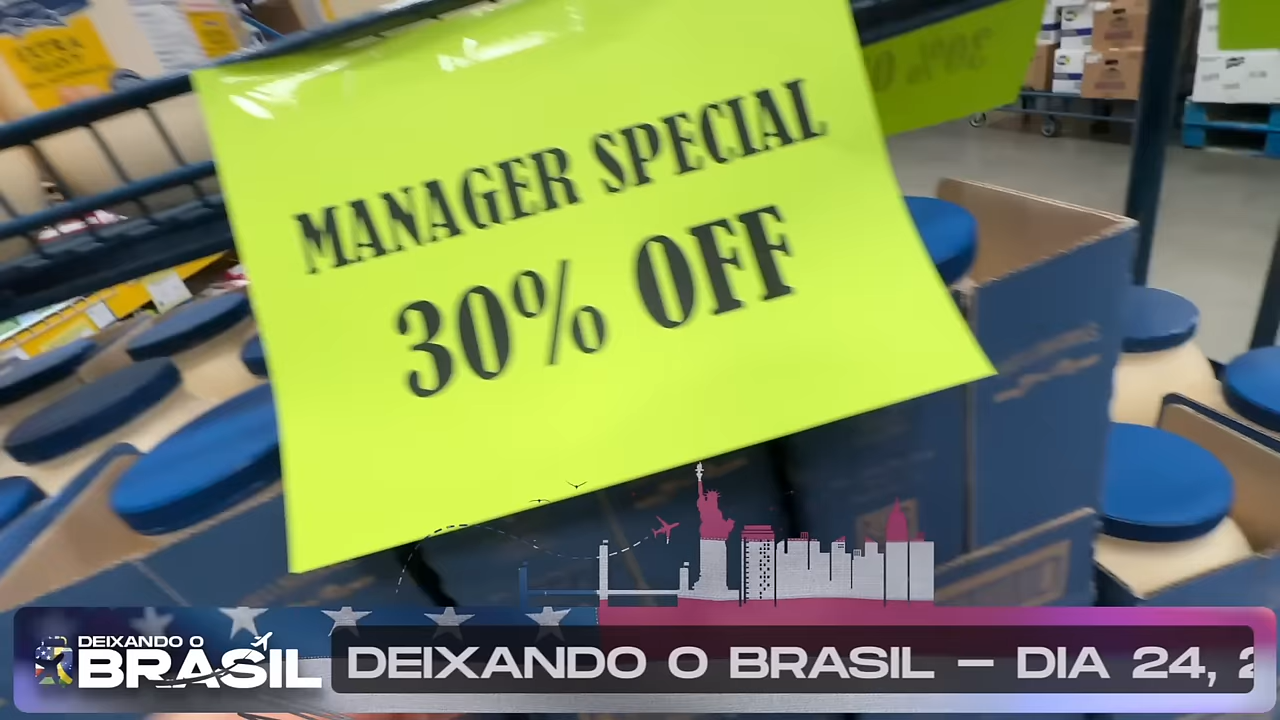 MANAGER SPECIAL
30% OFF
DEIXANDO O
BRASIL
DEIXANDO O BRASIL – DIA 24,